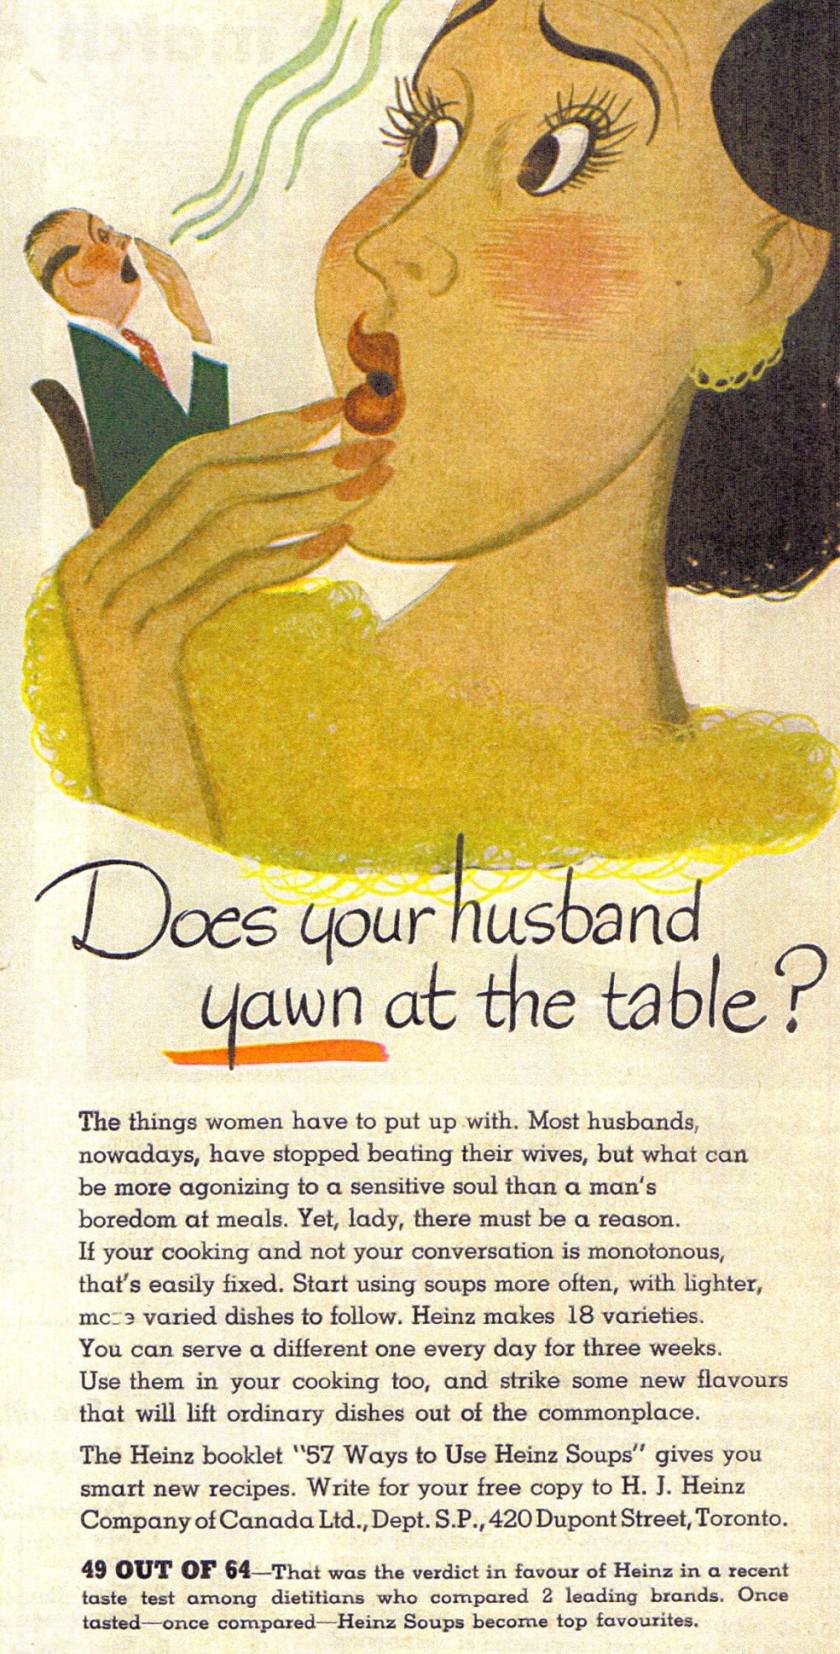 Does your husband
yawn at the table?
The things women have to put up with. Most husbands,
nowadays, have stopped beating their wives, but what can
be more agonizing to a sensitive soul than a man's
boredom at meals. Yet, lady, there must be a reason.
If your cooking and not your conversation is monotonous,
that's easily fixed. Start using soups more often, with lighter,
varied dishes to follow. Heinz makes 18 varieties.
You can serve a different one every day for three weeks.
Use them in your cooking too, and strike some new flavours
that will lift ordinary dishes out of the commonplace.
The Heinz booklet "57 Ways to Use Heinz Soups" gives you
smart new recipes. Write for your free copy to H. J. Heinz
Company of Canada Ltd., Dept. S.P., 420 Dupont Street, Toronto.
49 OUT OF 64—That was the verdict in favour of Heinz in a recent
taste test among dietitians who compared 2 leading brands. Once
tasted—once compared—Heinz Soups become top favourites.